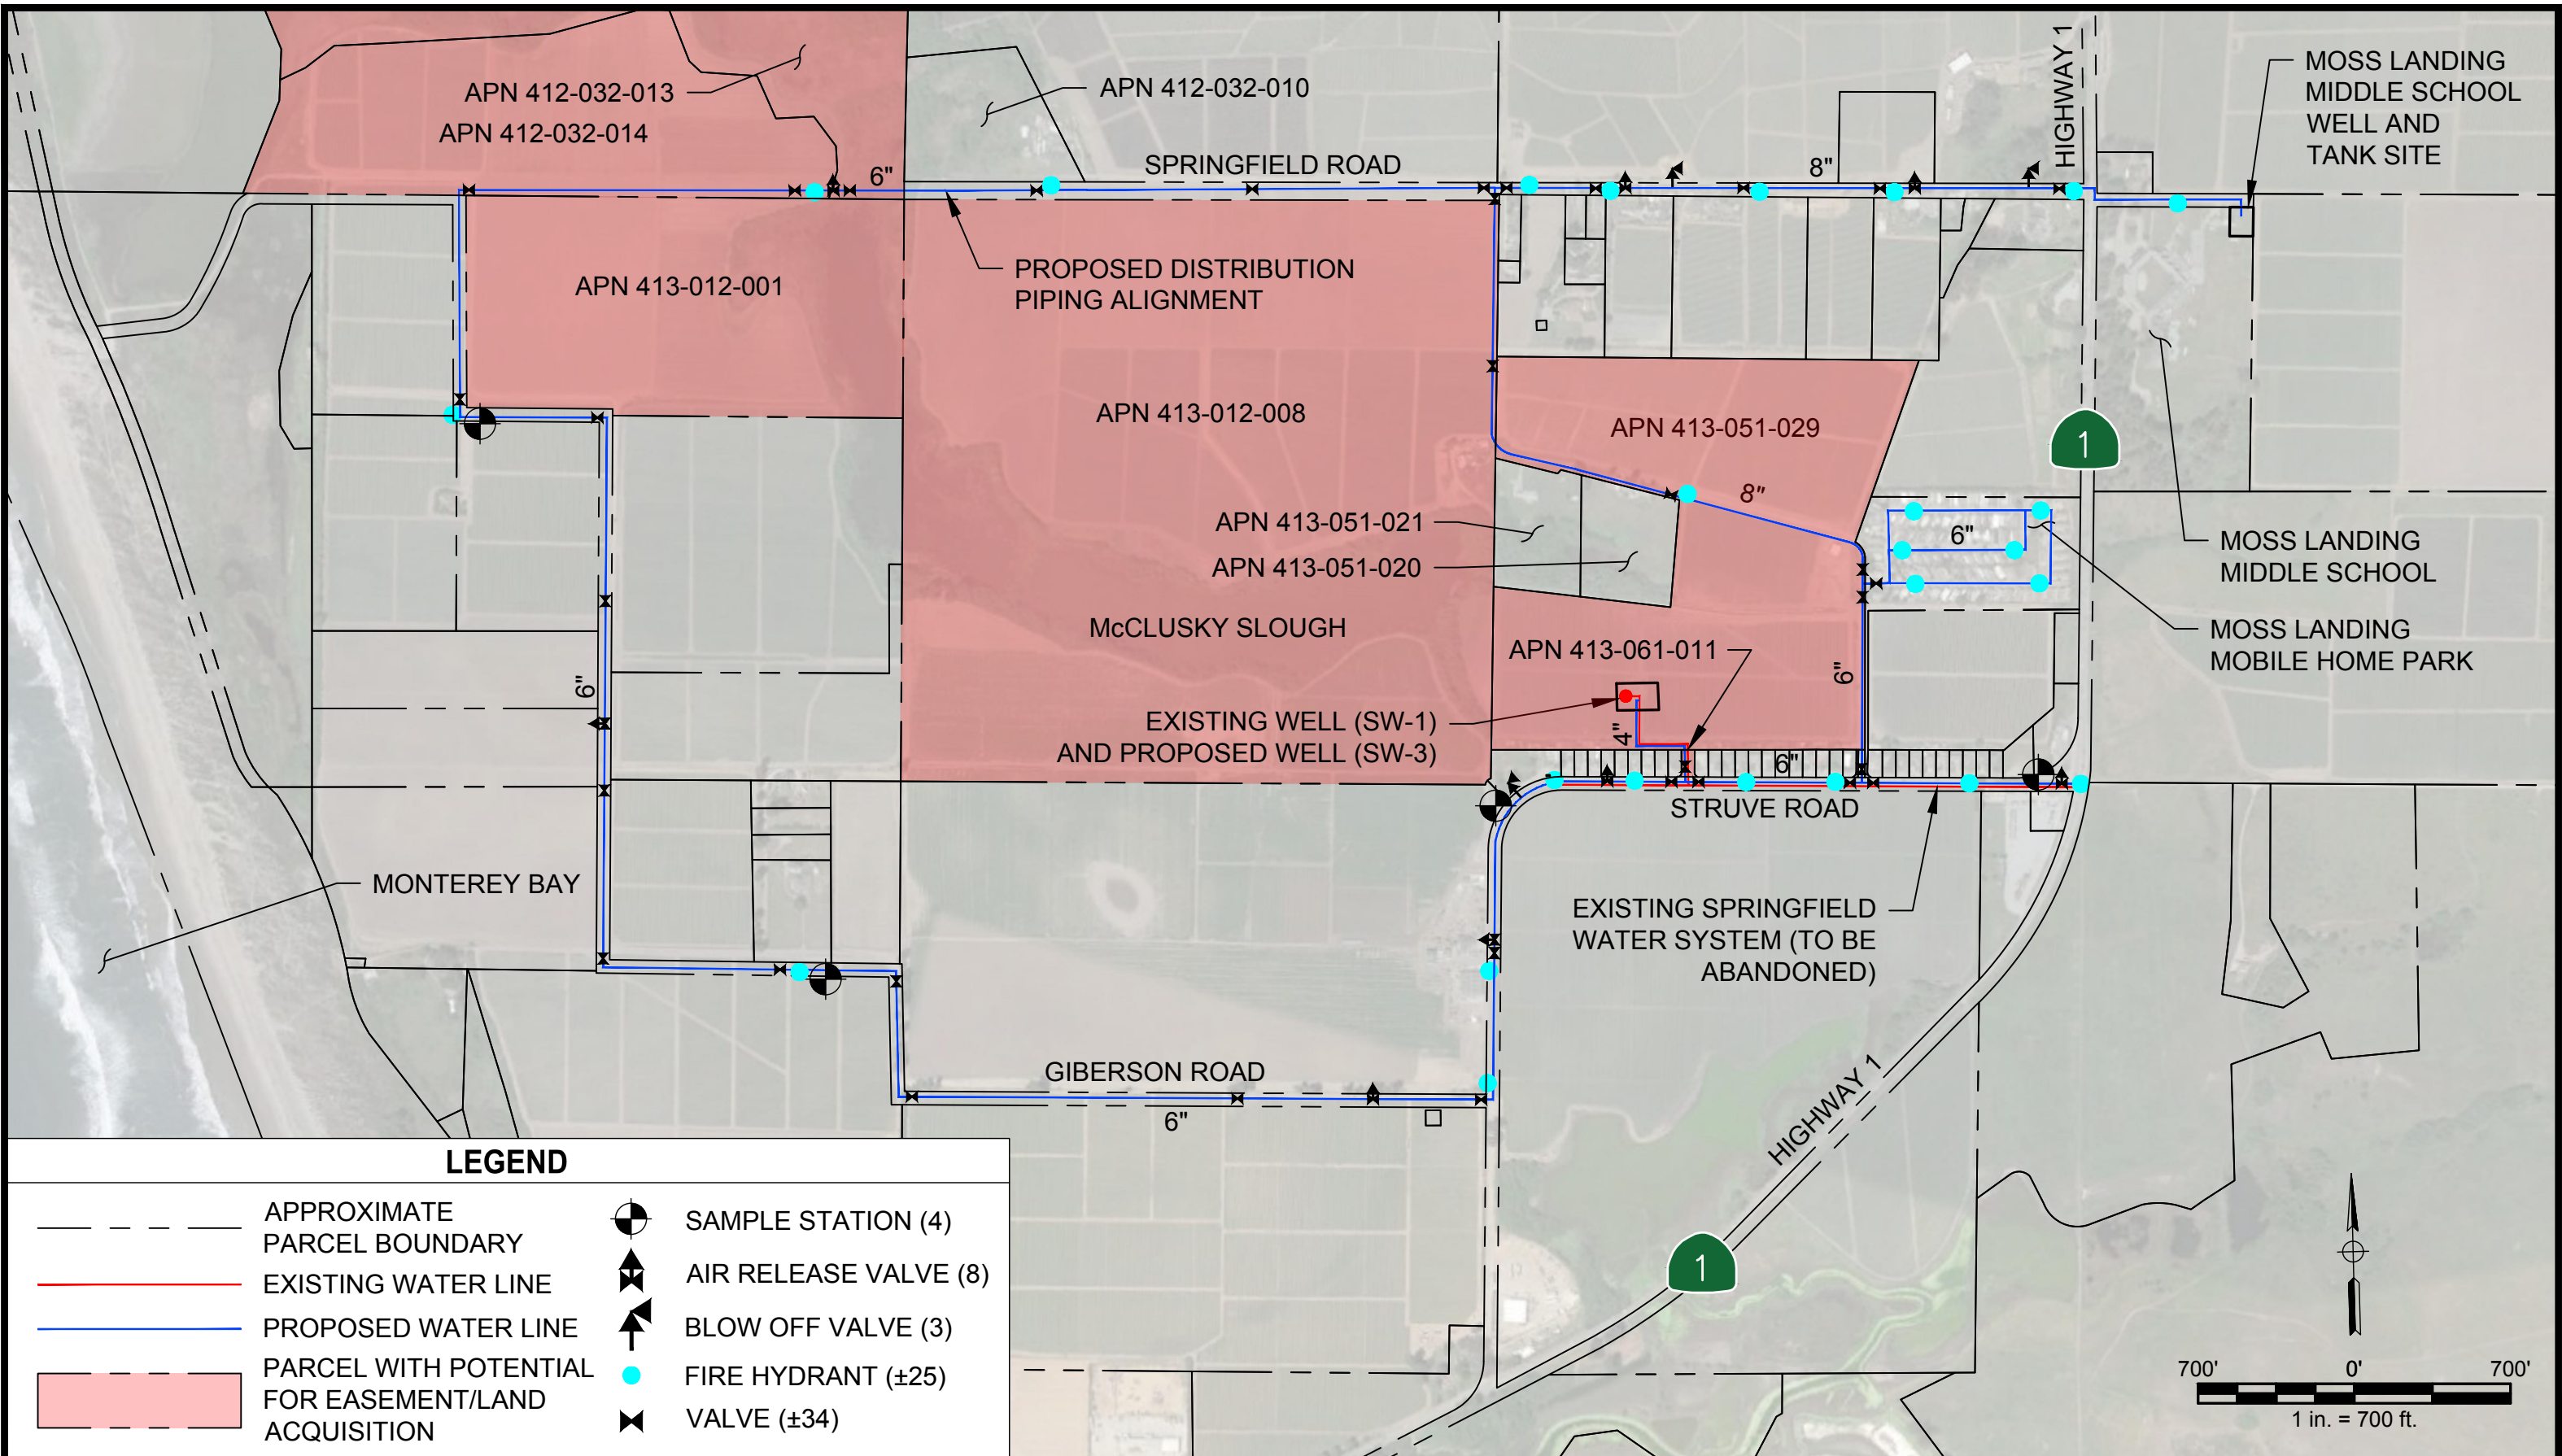 APN 412-032-013
APN 412-032-014
APN 412-032-010
SPRINGFIELD ROAD
6"
8"
HIGHWAY 1
MOSS LANDING
MIDDLE SCHOOL
WELL AND
TANK SITE
APN 413-012-001
PROPOSED DISTRIBUTION
PIPING ALIGNMENT
APN 413-012-008
APN 413-051-029
1
8"
APN 413-051-021
APN 413-051-020
6"
MOSS LANDING
MIDDLE SCHOOL
McCLUSKY SLOUGH
APN 413-061-011
MOSS LANDING
MOBILE HOME PARK
6"
6"
EXISTING WELL (SW-1)
AND PROPOSED WELL (SW-3)
4"
6"
STRUVE ROAD
MONTEREY BAY
EXISTING SPRINGFIELD
WATER SYSTEM (TO BE
ABANDONED)
GIBERSON ROAD
6"
HIGHWAY 1
1
LEGEND
APPROXIMATE
PARCEL BOUNDARY
EXISTING WATER LINE
PROPOSED WATER LINE
PARCEL WITH POTENTIAL
FOR EASEMENT/LAND
ACQUISITION
SAMPLE STATION (4)
AIR RELEASE VALVE (8)
BLOW OFF VALVE (3)
FIRE HYDRANT (±25)
VALVE (±34)
700' 0' 700'
1 in. = 700 ft.